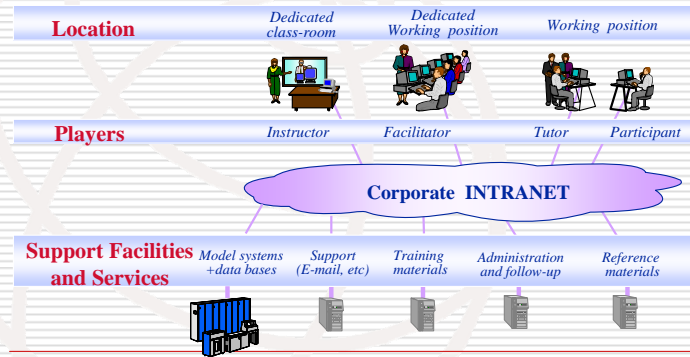 Location
Dedicated
class-room
Dedicated
Working position
Working position
Players
Instructor
Facilitator
Tutor
Participant
Corporate INTRANET
Support Facilities
and Services
Model systems
+data bases
Support
(E-mail, etc)
Training
materials
Administration
and follow-up
Reference
materials